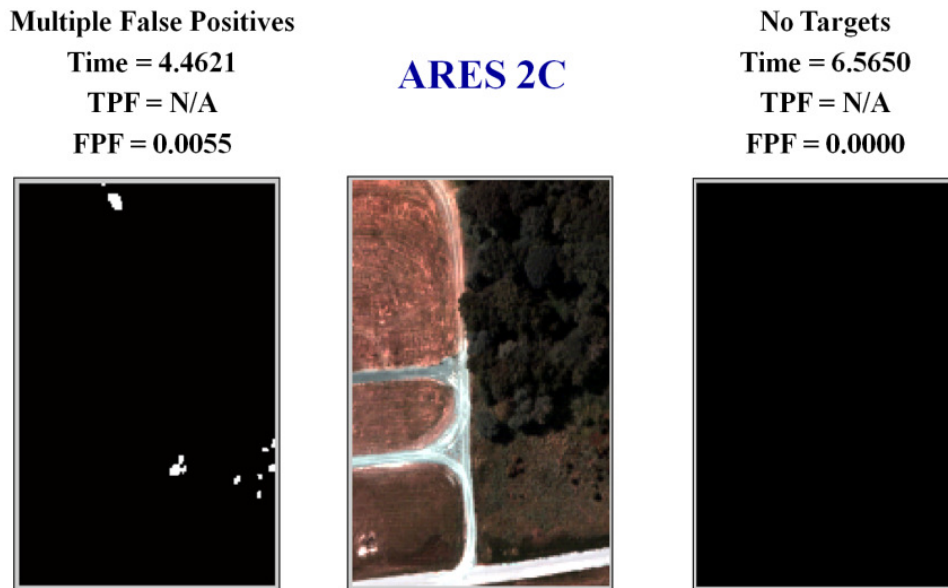 Multiple False Positives
Time = 4.4621
TPF = N/A
FPF = 0.0055
ARES 2C
No Targets
Time = 6.5650
TPF = N/A
FPF = 0.0000